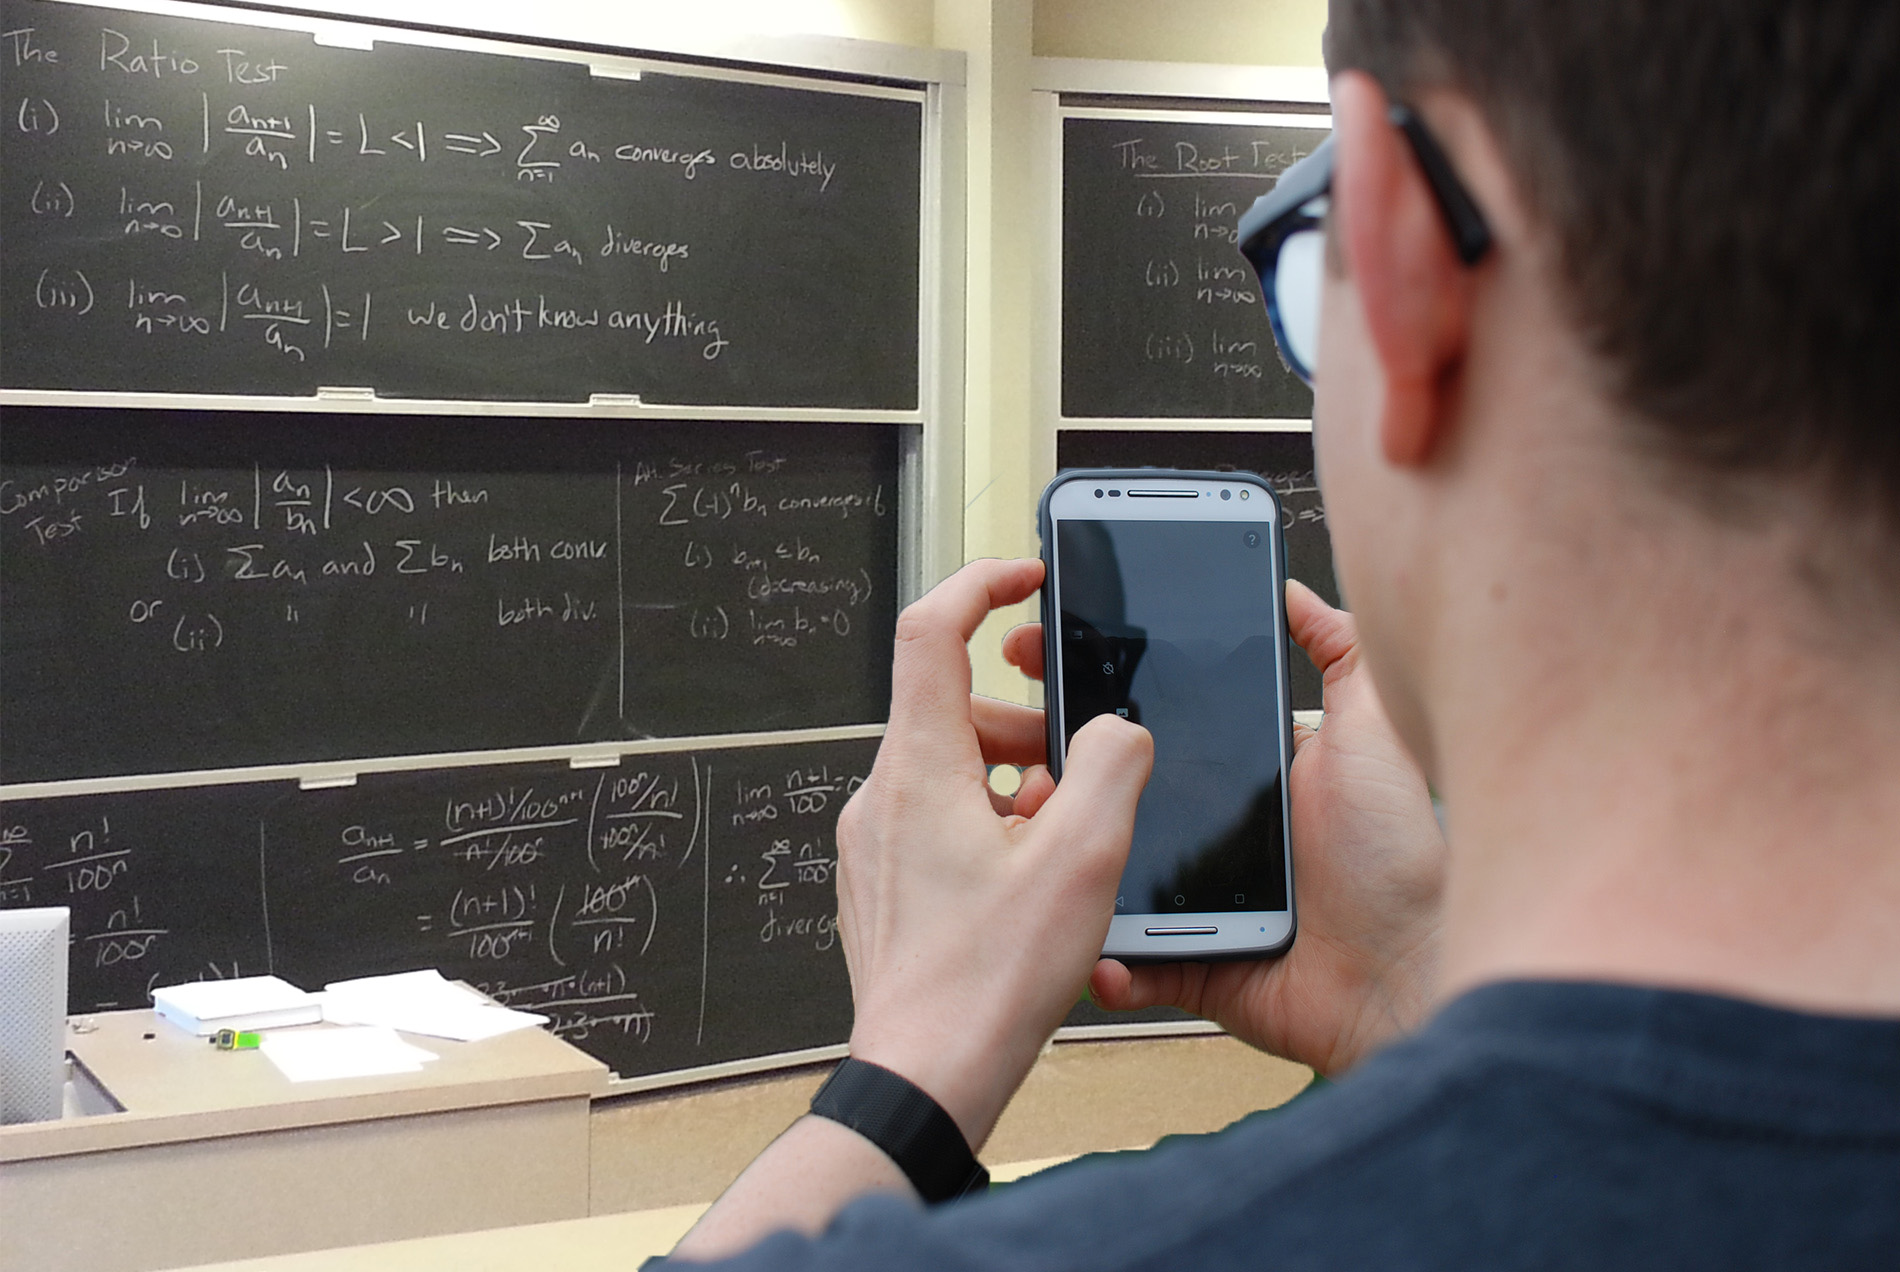 The Ratio Test
(i) lim n→∞ |aₙ₊₁/aₙ| = L < 1 ⟹ ∑ₙ₌₁^∞ aₙ converges absolutely
(ii) lim n→∞ |aₙ₊₁/aₙ| = L > 1 ⟹ ∑ aₙ diverges
(iii) lim n→∞ |aₙ₊₁/aₙ| = 1 we don't know anything
Comparison Test
If lim n→∞ |aₙ/bₙ| < ∞ then
(i) ∑aₙ and ∑bₙ both conv.
or (ii) " " both div.
Alt. Series Test
∑(-1)ⁿbₙ converges if
(i) bₙ₊₁ ≤ bₙ
(decreasing)
(ii) lim n→∞ bₙ = 0
∞ ∑ n=1 n!/100ⁿ
= n!/100ⁿ
aₙ₊₁/aₙ = (n+1)!/100ⁿ⁺¹ / n!/100ⁿ (100ⁿ/n! / 100ⁿ/n!)
= (n+1)!/100ⁿ⁺¹ (100ⁿ/n!)
lim n→∞ n+1/100 =
∴ ∑ₙ₌₁^∞ n!/100ⁿ
diverg
The Root Test
(i) lim n→∞
(ii) lim n→∞
(iii) lim n→∞
?